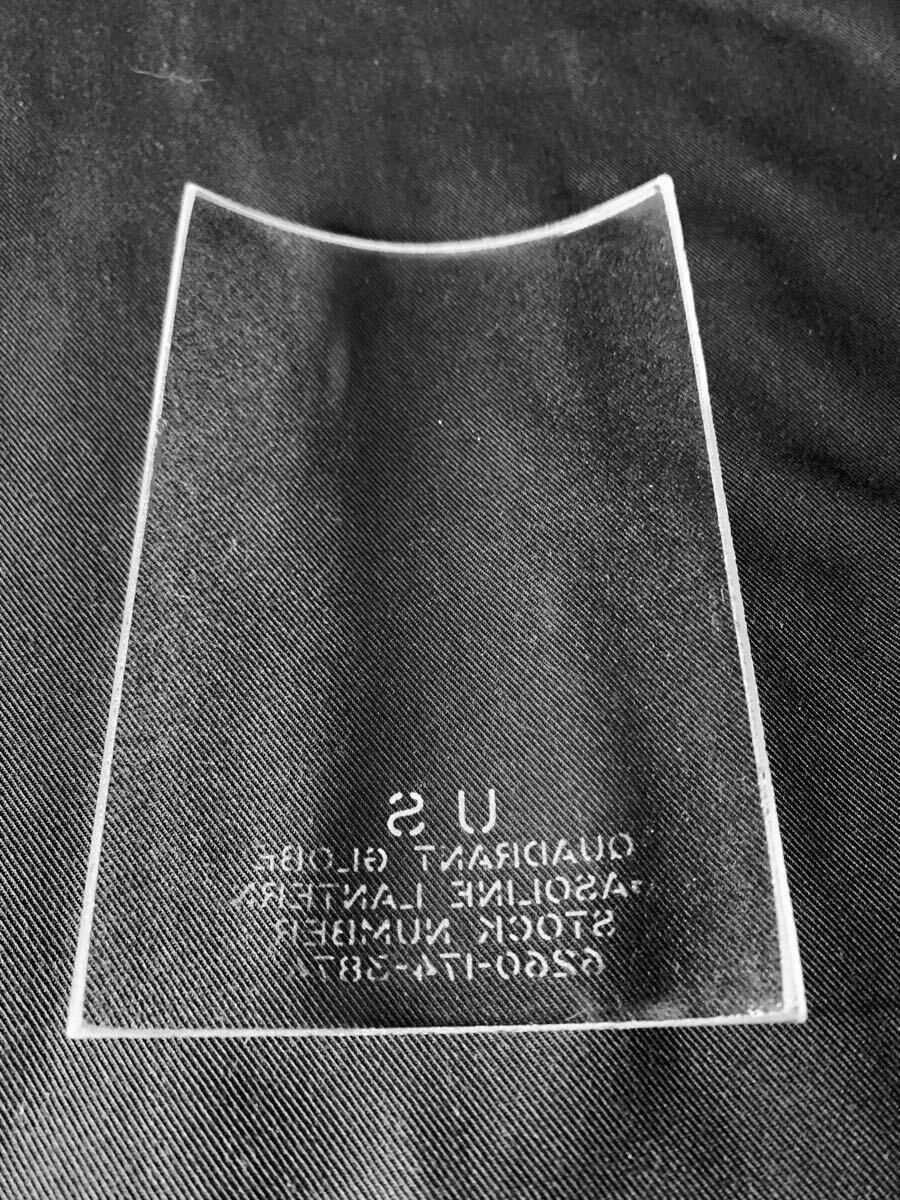 U S
QUADRANT GLOBE
GASOLINE LANTERN
STOCK NUMBER
6260-174-3874